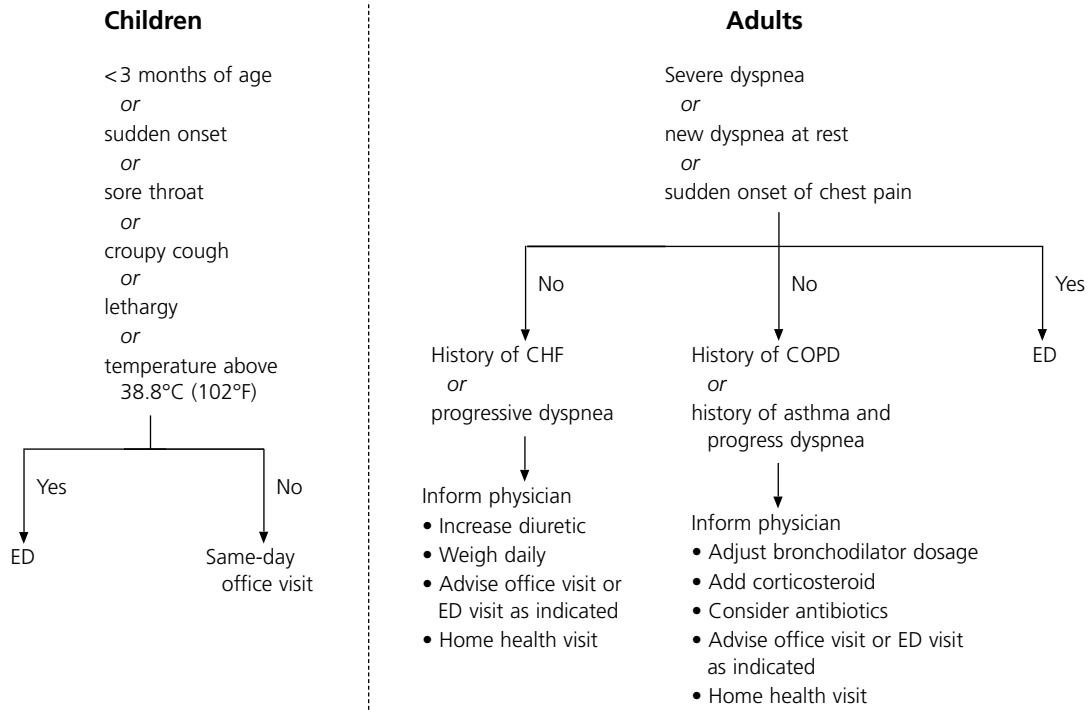 Children
<3 months of age
or
sudden onset
or
sore throat
or
croupy cough
or
lethargy
or
temperature above
38.8°C (102°F)
Yes
No
ED
Same-day
office visit
Adults
Severe dyspnea
or
new dyspnea at rest
or
sudden onset of chest pain
No
No
Yes
History of CHF
or
progressive dyspnea
Inform physician
• Increase diuretic
• Weigh daily
• Advise office visit or
ED visit as indicated
• Home health visit
History of COPD
or
history of asthma and
progress dyspnea
Inform physician
• Adjust bronchodilator dosage
• Add corticosteroid
• Consider antibiotics
• Advise office visit or ED visit
as indicated
• Home health visit
ED